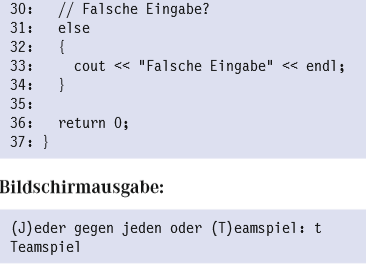 30:   // Falsche Eingabe?
31:   else
32:   {
33:     cout << "Falsche Eingabe" << endl;
34:   }
35:
36:   return 0;
37: }
Bildschirmausgabe:
(J)eder gegen jeden oder (T)eamspiel: t
Teamspiel